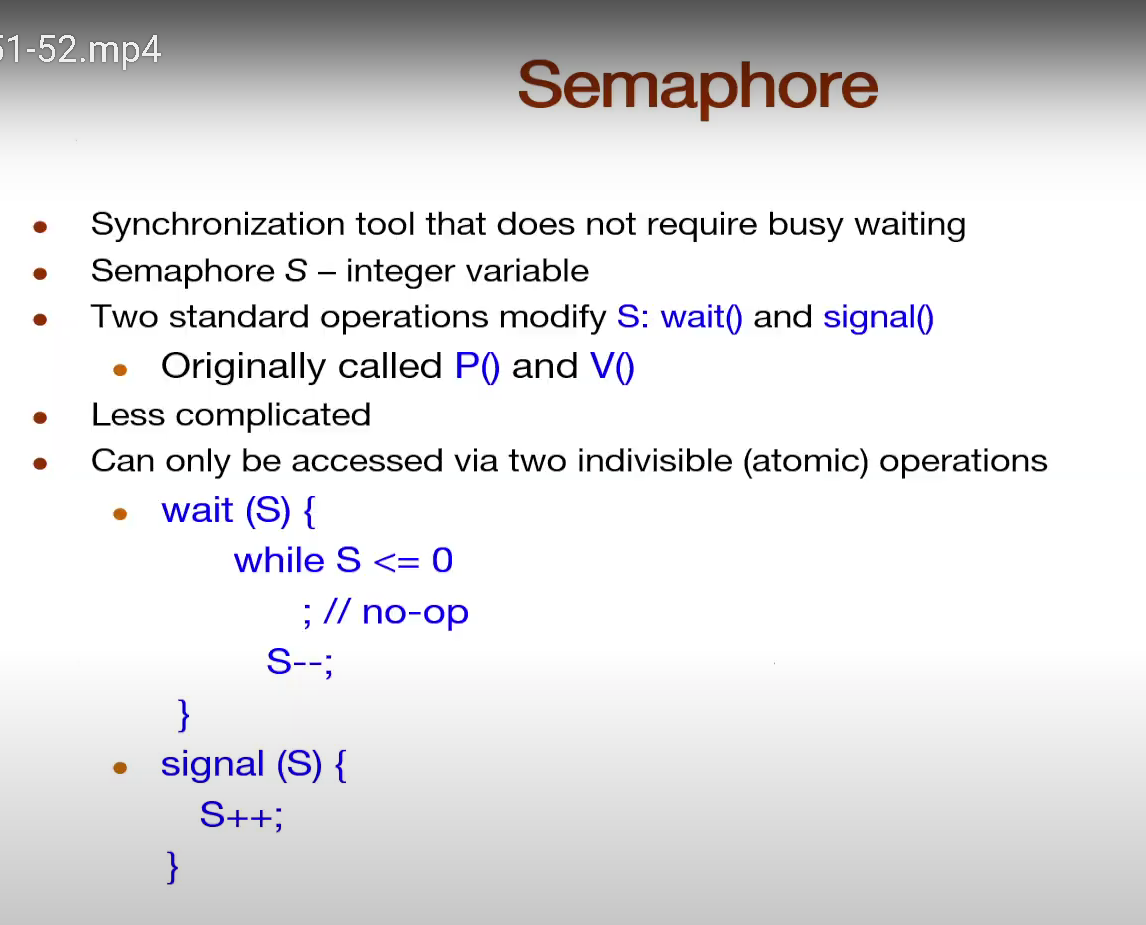 51-52.mp4
Semaphore
Synchronization tool that does not require busy waiting
Semaphore S – integer variable
Two standard operations modify S: wait() and signal()
Originally called P() and V()
Less complicated
Can only be accessed via two indivisible (atomic) operations
wait (S) {
while S <= 0
; // no-op
S--;
}
signal (S) {
S++;
}